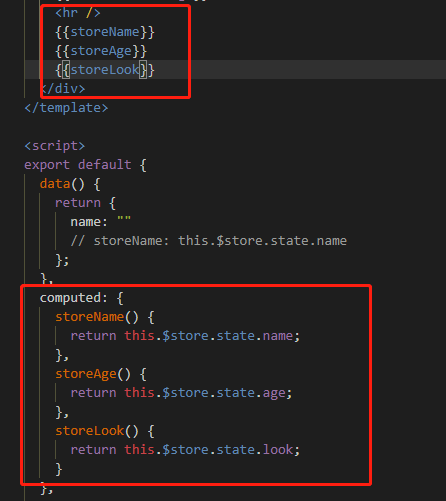 <hr />
{{storeName}}
{{storeAge}}
{{storeLook}}
</div>
</template>
<script>
export default {
data() {
return {
name: ""
// storeName: this.$store.state.name
};
},
computed: {
storeName() {
return this.$store.state.name;
},
storeAge() {
return this.$store.state.age;
},
storeLook() {
return this.$store.state.look;
}
},